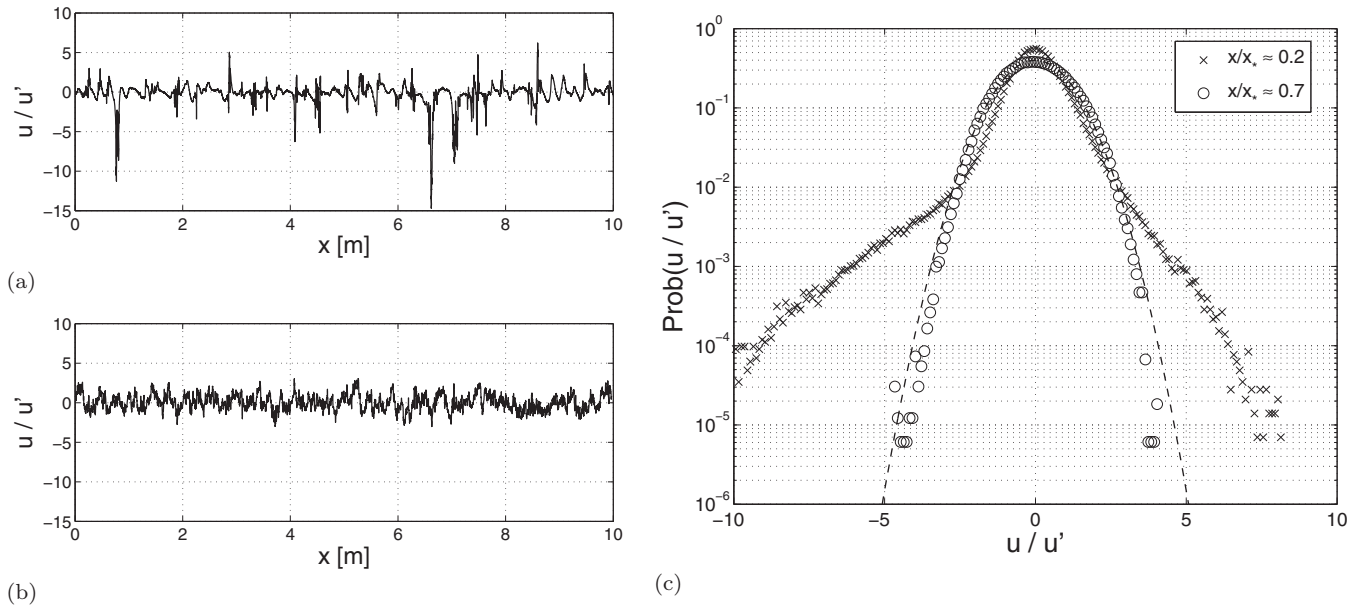 10
5
0
−5
−10
−15
u / u'
0 2 4 6 8 10
x [m]
(a)
10
5
0
−5
−10
−15
u / u'
0 2 4 6 8 10
x [m]
(b)
10^0
10^-1
10^-2
10^-3
10^-4
10^-5
10^-6
Prob(u / u')
× x/x* ≈ 0.2
○ x/x* ≈ 0.7
−10 −5 0 5 10
u / u'
(c)